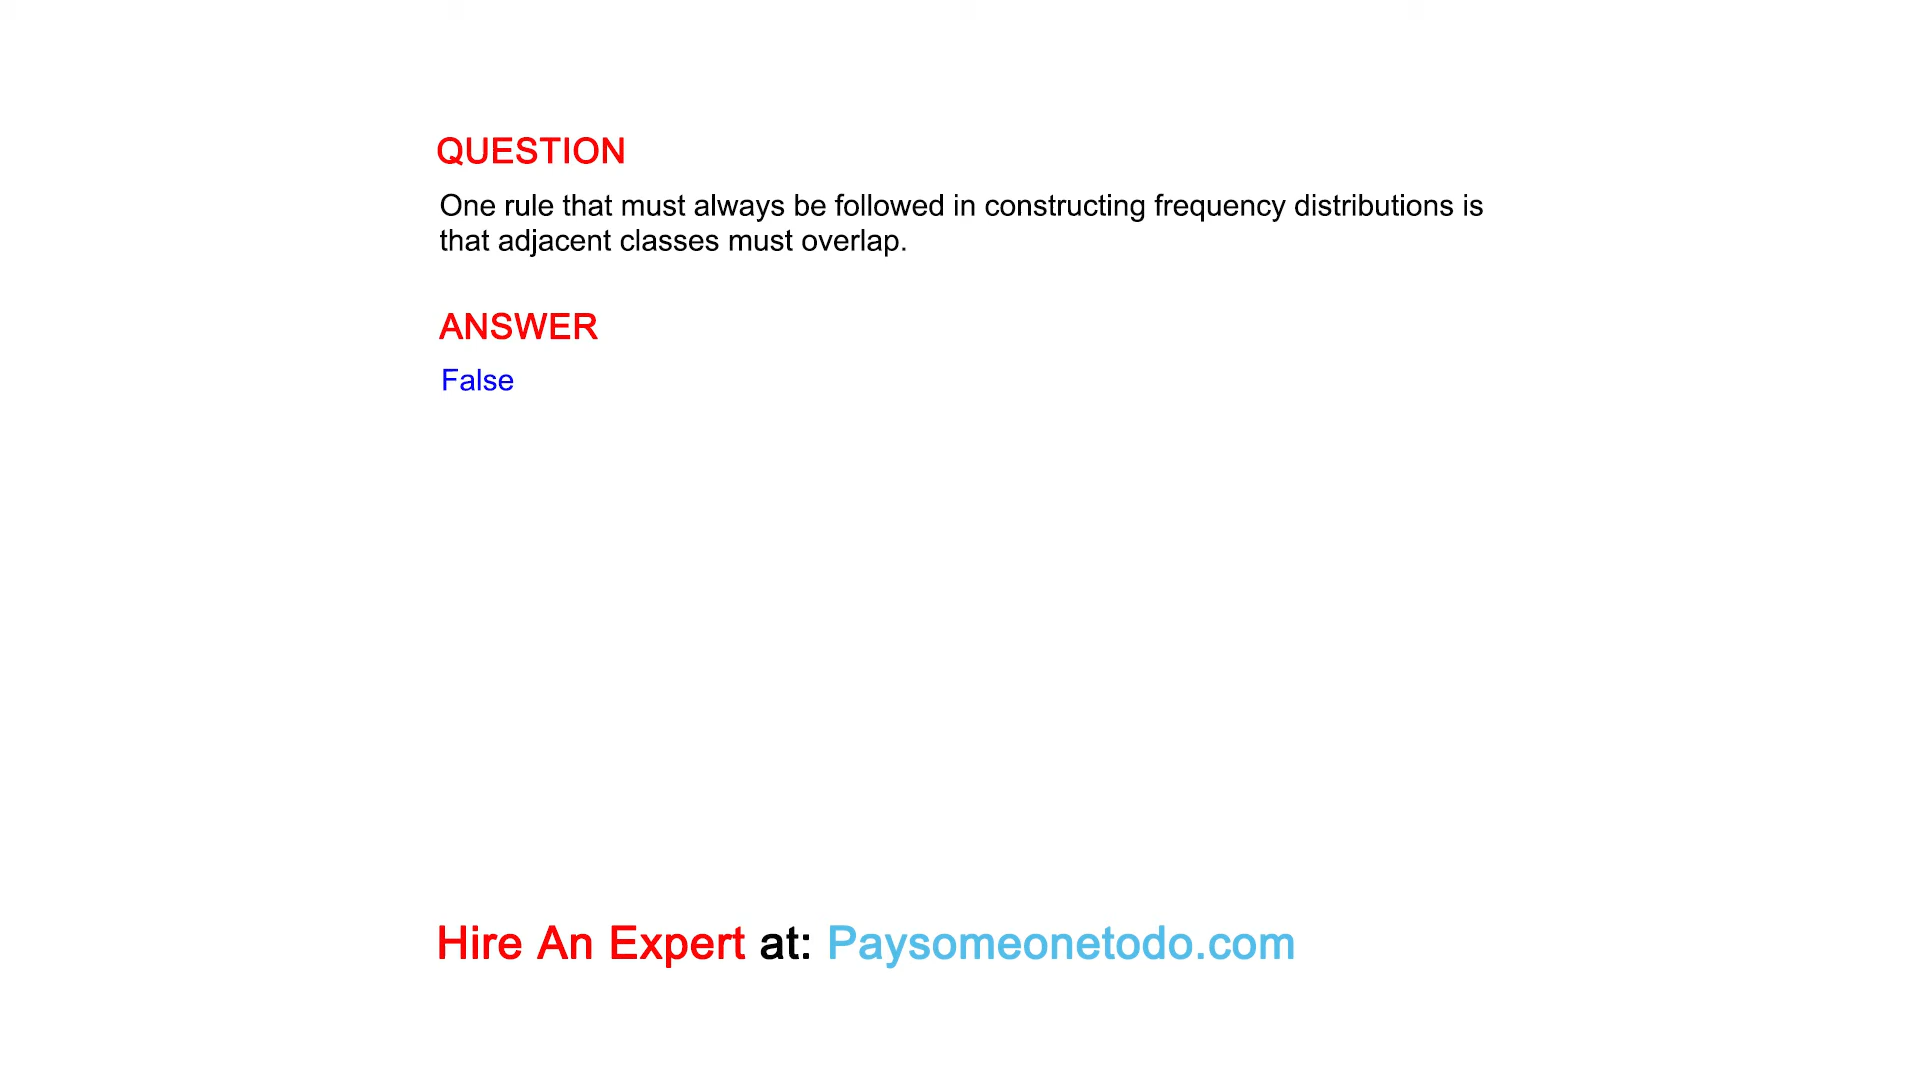 QUESTION
One rule that must always be followed in constructing frequency distributions is
that adjacent classes must overlap.
ANSWER
False
Hire An Expert at: Paysomeonetodo.com